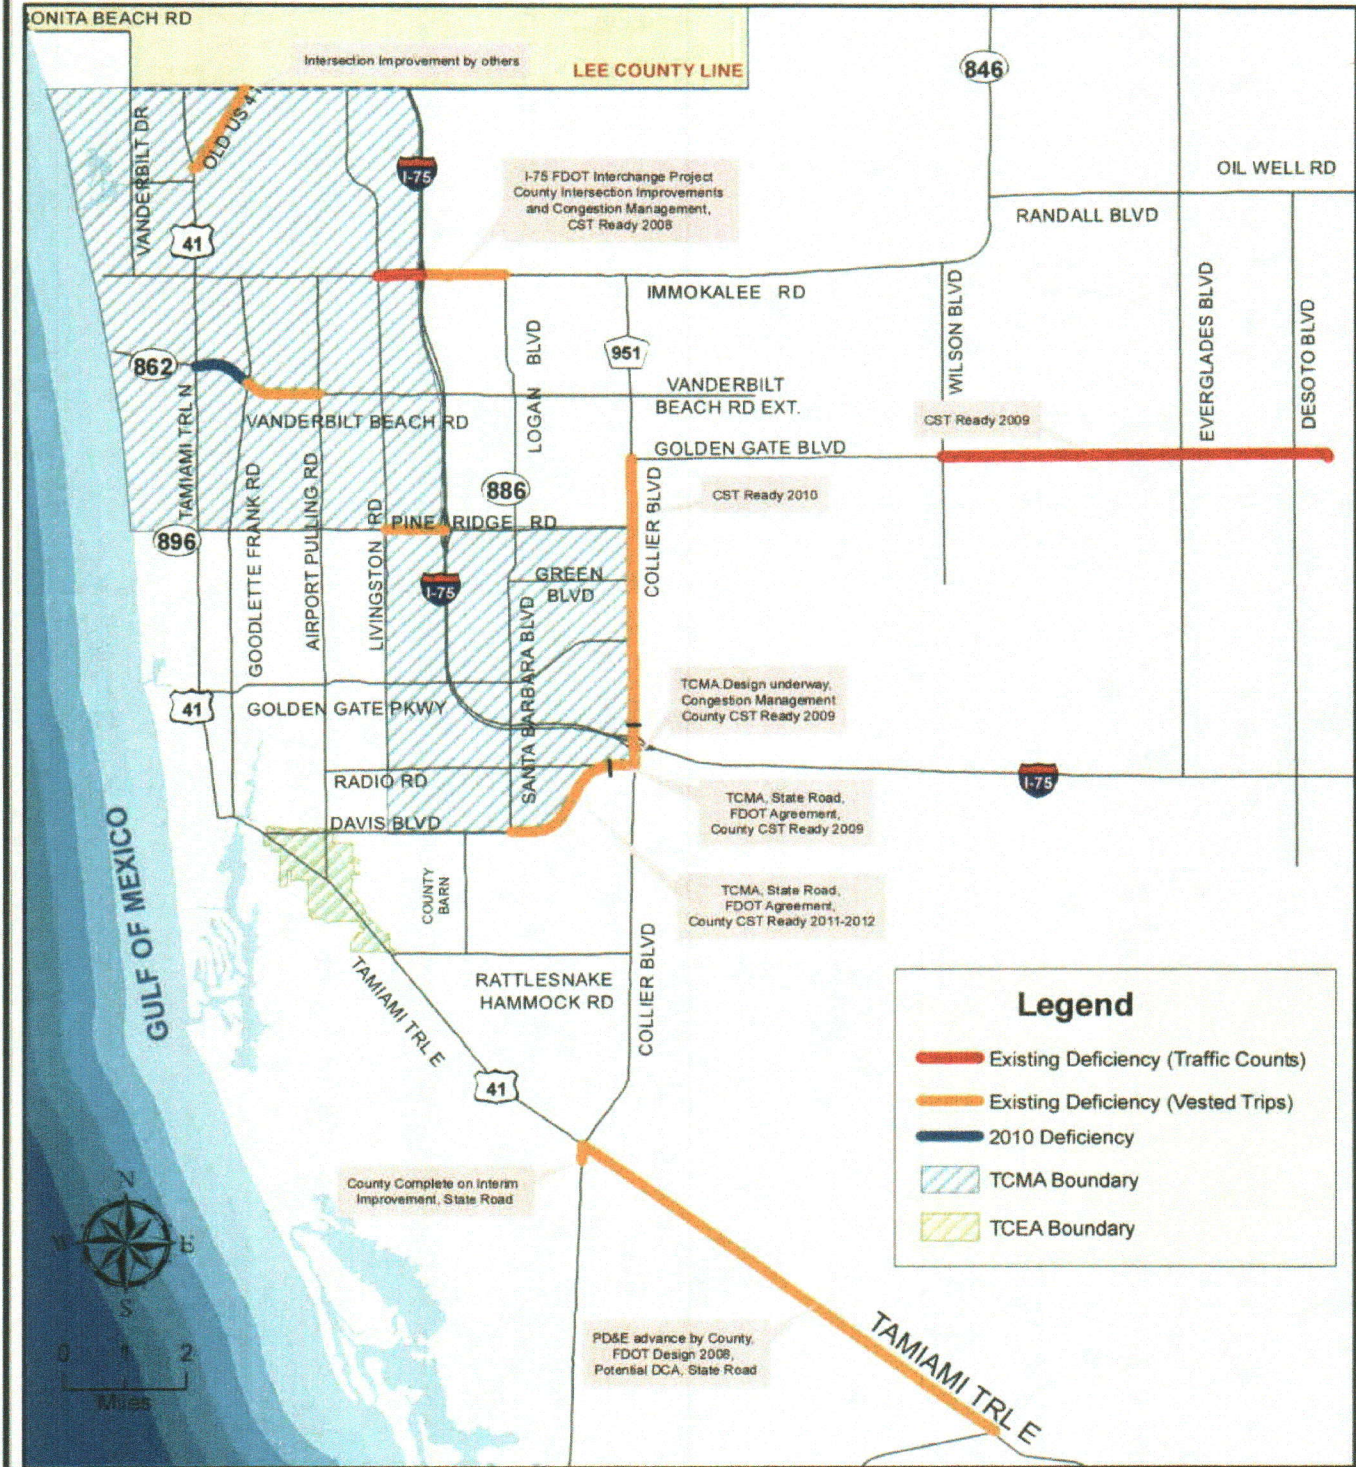 BONITA BEACH RD
Intersection Improvement by others
LEE COUNTY LINE
846
OLD US 41
VANDERBILT DR
I-75
I-75 FDOT Interchange Project
County Intersection Improvements
and Congestion Management,
CST Ready 2008
OIL WELL RD
RANDALL BLVD
41
IMMOKALEE RD
WILSON BLVD
EVERGLADES BLVD
DESOTO BLVD
LOGAN BLVD
951
862
VANDERBILT
BEACH RD EXT.
TAMIAMI TRL N
VANDERBILT BEACH RD
CST Ready 2009
GOLDEN GATE BLVD
886
COLLIER BLVD
CST Ready 2010
PINE RIDGE RD
896
GOODLETTE FRANK RD
AIRPORT PULLING RD
LIVINGSTON RD
I-75
GREEN
BLVD
SANTA BARBARA BLVD
TCMA Design underway,
Congestion Management
County CST Ready 2009
41
GOLDEN GATE PKWY
RADIO RD
I-75
TCMA, State Road,
FDOT Agreement,
County CST Ready 2009
DAVIS BLVD
GULF OF MEXICO
COUNTY
BARN
TCMA, State Road,
FDOT Agreement,
County CST Ready 2011-2012
TAMIAMI TRL E
RATTLESNAKE
HAMMOCK RD
COLLIER BLVD
41
Legend
Existing Deficiency (Traffic Counts)
Existing Deficiency (Vested Trips)
2010 Deficiency
TCMA Boundary
TCEA Boundary
County Complete on Interim
Improvement, State Road
N
W E
S
0 1 2
Miles
PD&E advance by County,
FDOT Design 2008,
Potential DCA, State Road
TAMIAMI TRL E